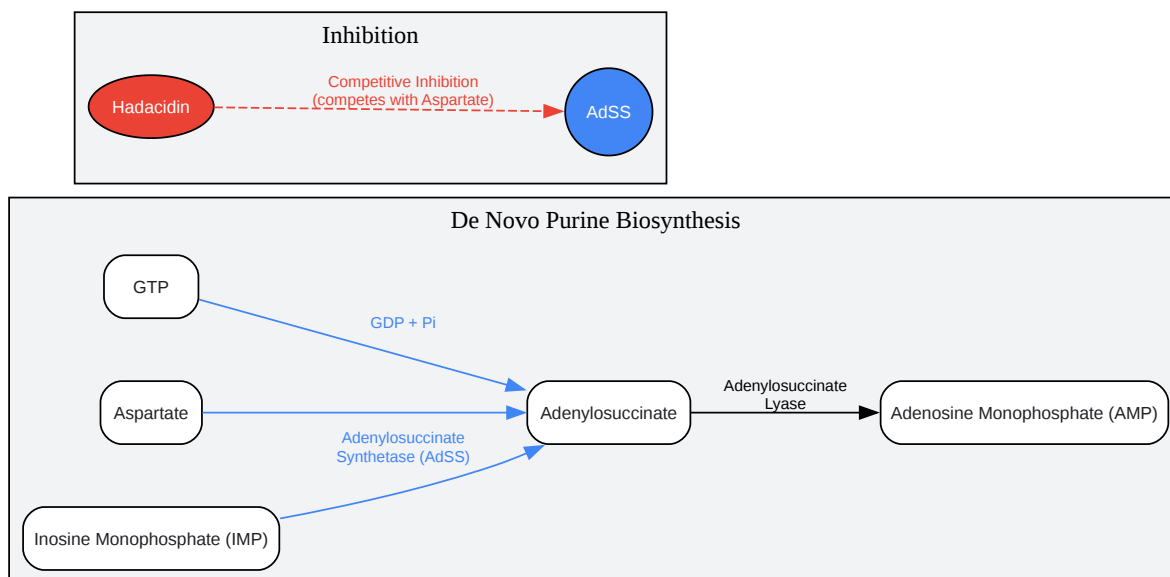 Inhibition
Hadacidin
Competitive Inhibition
(competes with Aspartate)
AdSS
De Novo Purine Biosynthesis
GTP
GDP + Pi
Aspartate
Adenylosuccinate
Synthetase (AdSS)
Inosine Monophosphate (IMP)
Adenylosuccinate
Adenylosuccinate
Lyase
Adenosine Monophosphate (AMP)